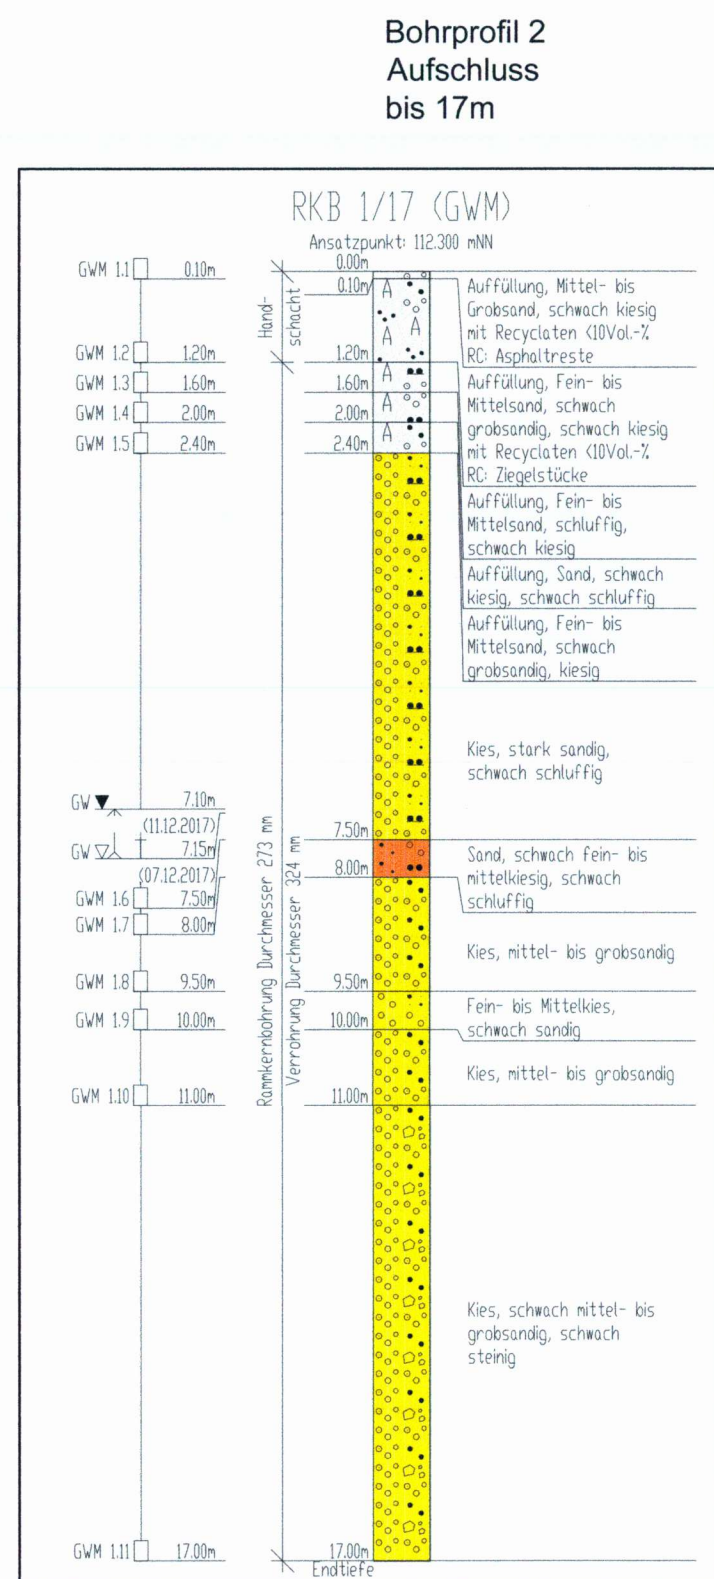 Bohrprofil 2
Aufschluss
bis 17m
RKB 1/17 (GWM)
Ansatzpunkt: 112.300 mNN
GWM 1.1 0.10m
GWM 1.2 1.20m
GWM 1.3 1.60m
GWM 1.4 2.00m
GWM 1.5 2.40m
GW 7.10m
(11.12.2017)
GW 7.15m
(07.12.2017)
GWM 1.6 7.50m
GWM 1.7 8.00m
GWM 1.8 9.50m
GWM 1.9 10.00m
GWM 1.10 11.00m
GWM 1.11 17.00m
Hand-
schacht
Rammkernbohrung Durchmesser 273 mm
Verrohrung Durchmesser 324 mm
0.00m
0.10m
1.20m
1.60m
2.00m
2.40m
7.50m
8.00m
9.50m
10.00m
11.00m
17.00m
Endtiefe
A
A
A
A
A
A
Auffüllung, Mittel- bis
Grobsand, schwach kiesig
mit Recyclaten <10Vol.-%
RC: Asphaltreste
Auffüllung, Fein- bis
Mittelsand, schwach
grobsandig, schwach kiesig
mit Recyclaten <10Vol.-%
RC: Ziegelstücke
Auffüllung, Fein- bis
Mittelsand, schluffig,
schwach kiesig
Auffüllung, Sand, schwach
kiesig, schwach schluffig
Auffüllung, Fein- bis
Mittelsand, schwach
grobsandig, kiesig
Kies, stark sandig,
schwach schluffig
Sand, schwach fein- bis
mittelkiesig, schwach
schluffig
Kies, mittel- bis grobsandig
Fein- bis Mittelkies,
schwach sandig
Kies, mittel- bis grobsandig
Kies, schwach mittel- bis
grobsandig, schwach
steinig